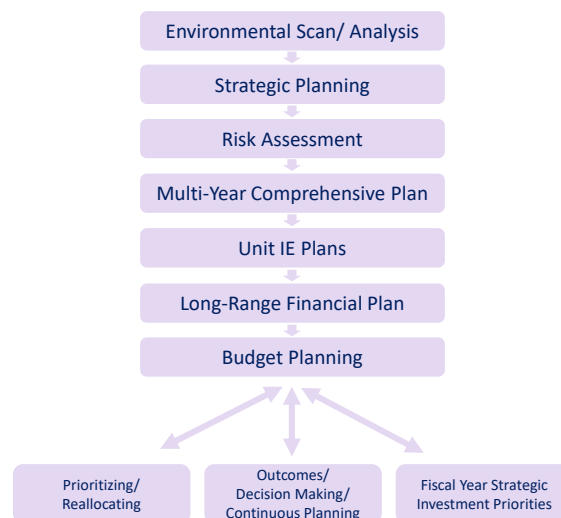 Environmental Scan/ Analysis
Strategic Planning
Risk Assessment
Multi-Year Comprehensive Plan
Unit IE Plans
Long-Range Financial Plan
Budget Planning
Prioritizing/
Reallocating
Outcomes/
Decision Making/
Continuous Planning
Fiscal Year Strategic
Investment Priorities